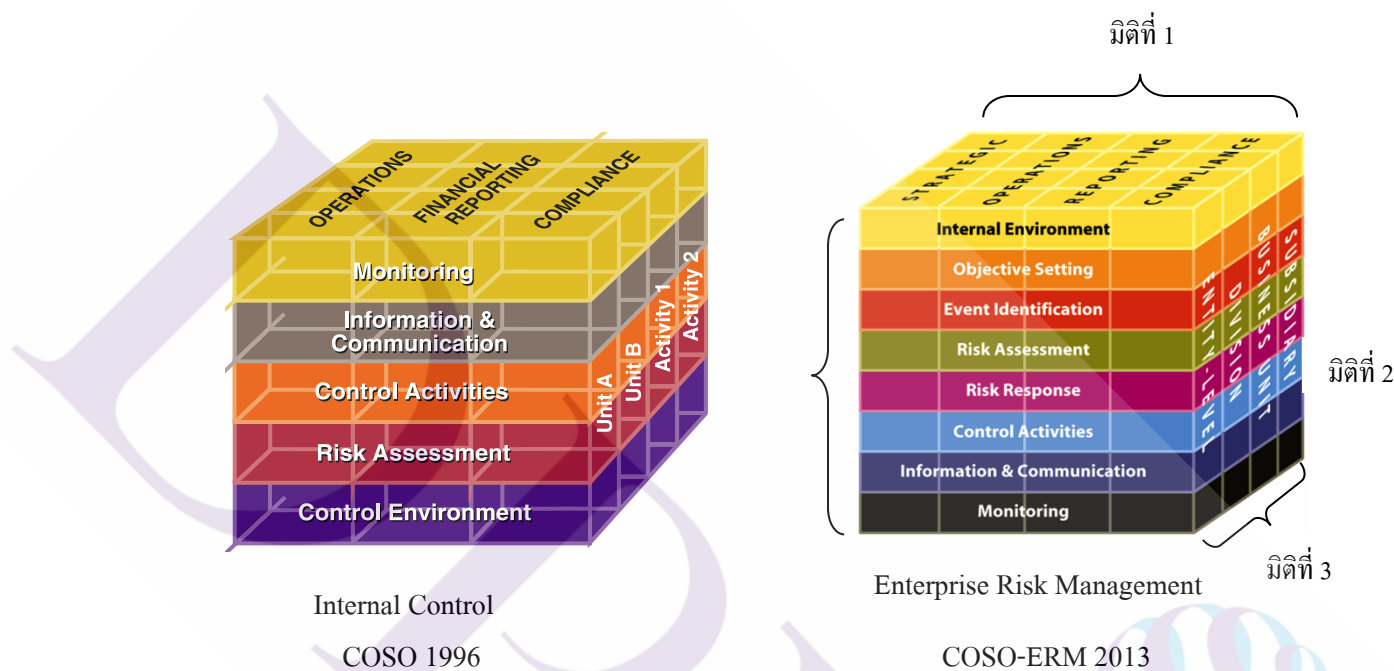 มิติที่ 1
OPERATIONS
FINANCIAL
REPORTING
COMPLIANCE
Monitoring
Information &
Communication
Control Activities
Risk Assessment
Control Environment
Unit A
Unit B
Activity 1
Activity 2
Internal Control
COSO 1996
STRATEGIC
OPERATIONS
REPORTING
COMPLIANCE
Internal Environment
Objective Setting
Event Identification
Risk Assessment
Risk Response
Control Activities
Information & Communication
Monitoring
ENTITY-LEVEL
DIVISION
BUSINESS UNIT
SUBSIDIARY
มิติที่ 2
มิติที่ 3
Enterprise Risk Management
COSO-ERM 2013